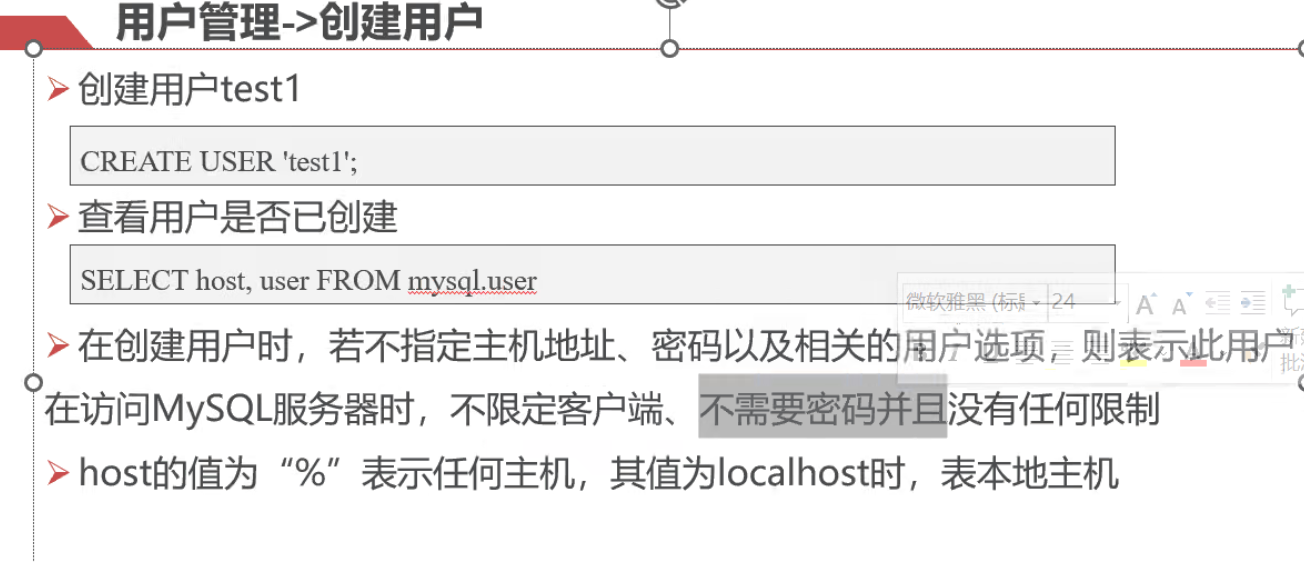 用户管理->创建用户
创建用户test1
CREATE USER 'test1';
查看用户是否已创建
SELECT host, user FROM mysql.user
微软雅黑 (标题 24
在创建用户时，若不指定主机地址、密码以及相关的用户选项，则表示此用户
在访问MySQL服务器时，不限定客户端、不需要密码并且没有任何限制
host的值为“%”表示任何主机，其值为localhost时，表本地主机